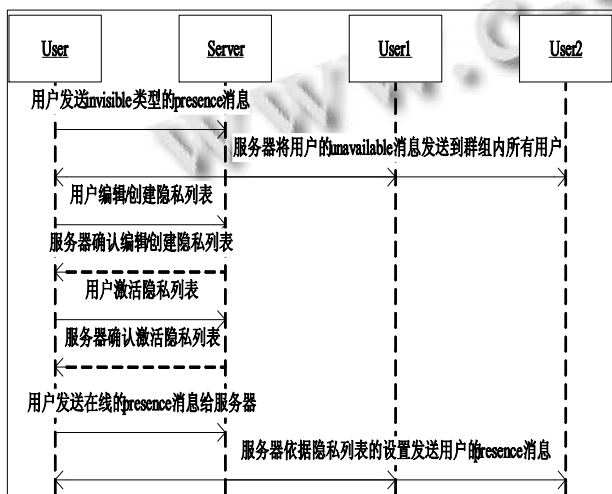 User
Server
User1
User2
用户发送invisible类型的presence消息
服务器将用户的unavailable消息发送到群组内所有用户
用户编辑/创建隐私列表
服务器确认编辑/创建隐私列表
用户激活隐私列表
服务器确认激活隐私列表
用户发送在线的presence消息给服务器
服务器依据隐私列表的设置发送用户的presence消息
www.c